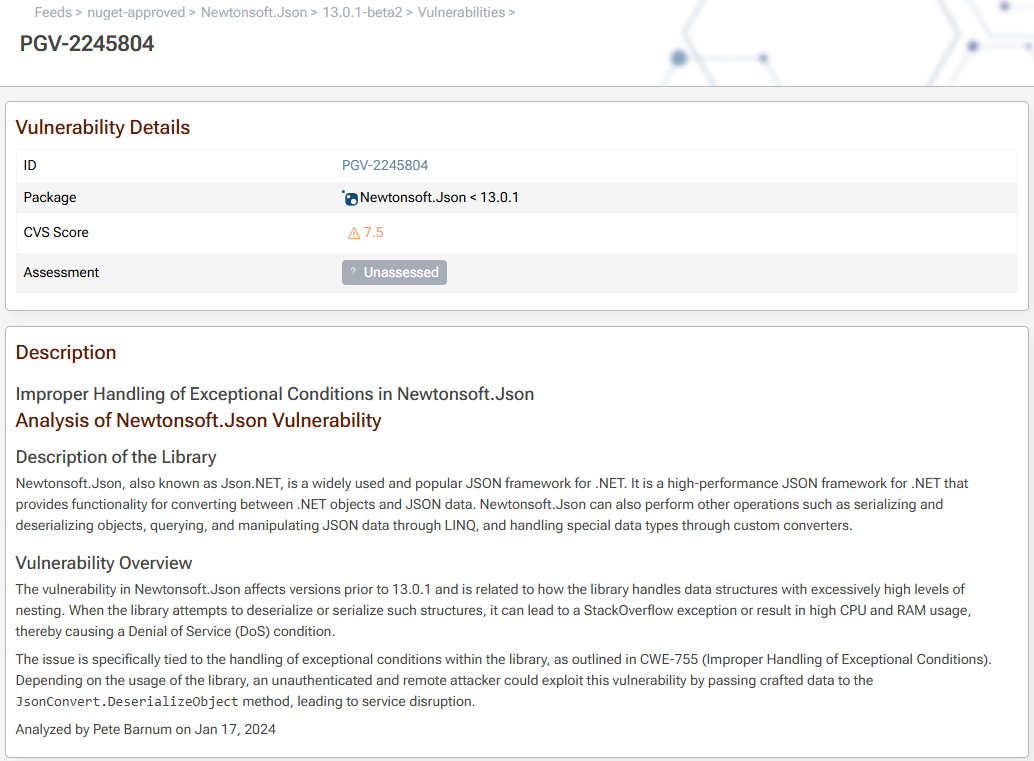 Feeds > nuget-approved > Newtonsoft.Json > 13.0.1-beta2 > Vulnerabilities >
PGV-2245804
Vulnerability Details
ID PGV-2245804
Package Newtonsoft.Json < 13.0.1
CVS Score 7.5
Assessment ? Unassessed
Description
Improper Handling of Exceptional Conditions in Newtonsoft.Json
Analysis of Newtonsoft.Json Vulnerability
Description of the Library
Newtonsoft.Json, also known as Json.NET, is a widely used and popular JSON framework for .NET. It is a high-performance JSON framework for .NET that
provides functionality for converting between .NET objects and JSON data. Newtonsoft.Json can also perform other operations such as serializing and
deserializing objects, querying, and manipulating JSON data through LINQ, and handling special data types through custom converters.
Vulnerability Overview
The vulnerability in Newtonsoft.Json affects versions prior to 13.0.1 and is related to how the library handles data structures with excessively high levels of
nesting. When the library attempts to deserialize or serialize such structures, it can lead to a StackOverflow exception or result in high CPU and RAM usage,
thereby causing a Denial of Service (DoS) condition.
The issue is specifically tied to the handling of exceptional conditions within the library, as outlined in CWE-755 (Improper Handling of Exceptional Conditions).
Depending on the usage of the library, an unauthenticated and remote attacker could exploit this vulnerability by passing crafted data to the
JsonConvert.DeserializeObject method, leading to service disruption.
Analyzed by Pete Barnum on Jan 17, 2024